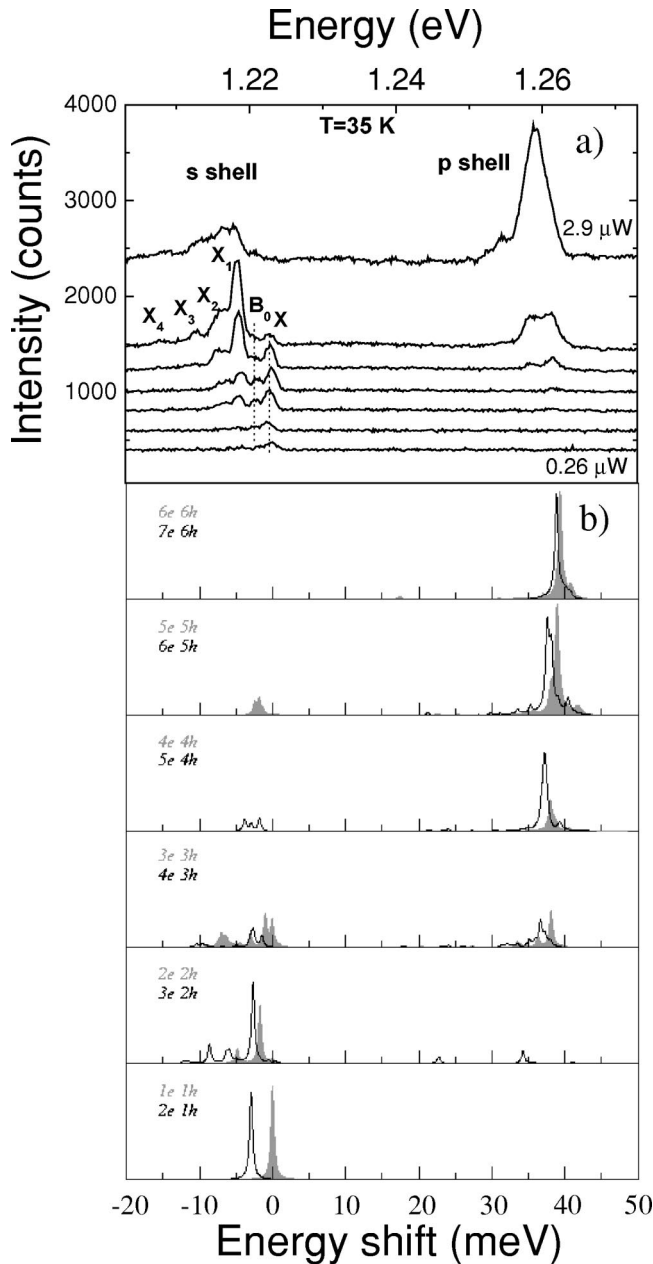 Energy (eV)
1.22 1.24 1.26
4000
T=35 K
a)
Intensity (counts)
s shell
p shell
3000
2.9 μW
X1
2000
X4 X3 X2 B0 X
1000
0.26 μW
b)
6e 6h
7e 6h
5e 5h
6e 5h
4e 4h
5e 4h
3e 3h
4e 3h
2e 2h
3e 2h
1e 1h
2e 1h
-20 -10 0 10 20 30 40 50
Energy shift (meV)